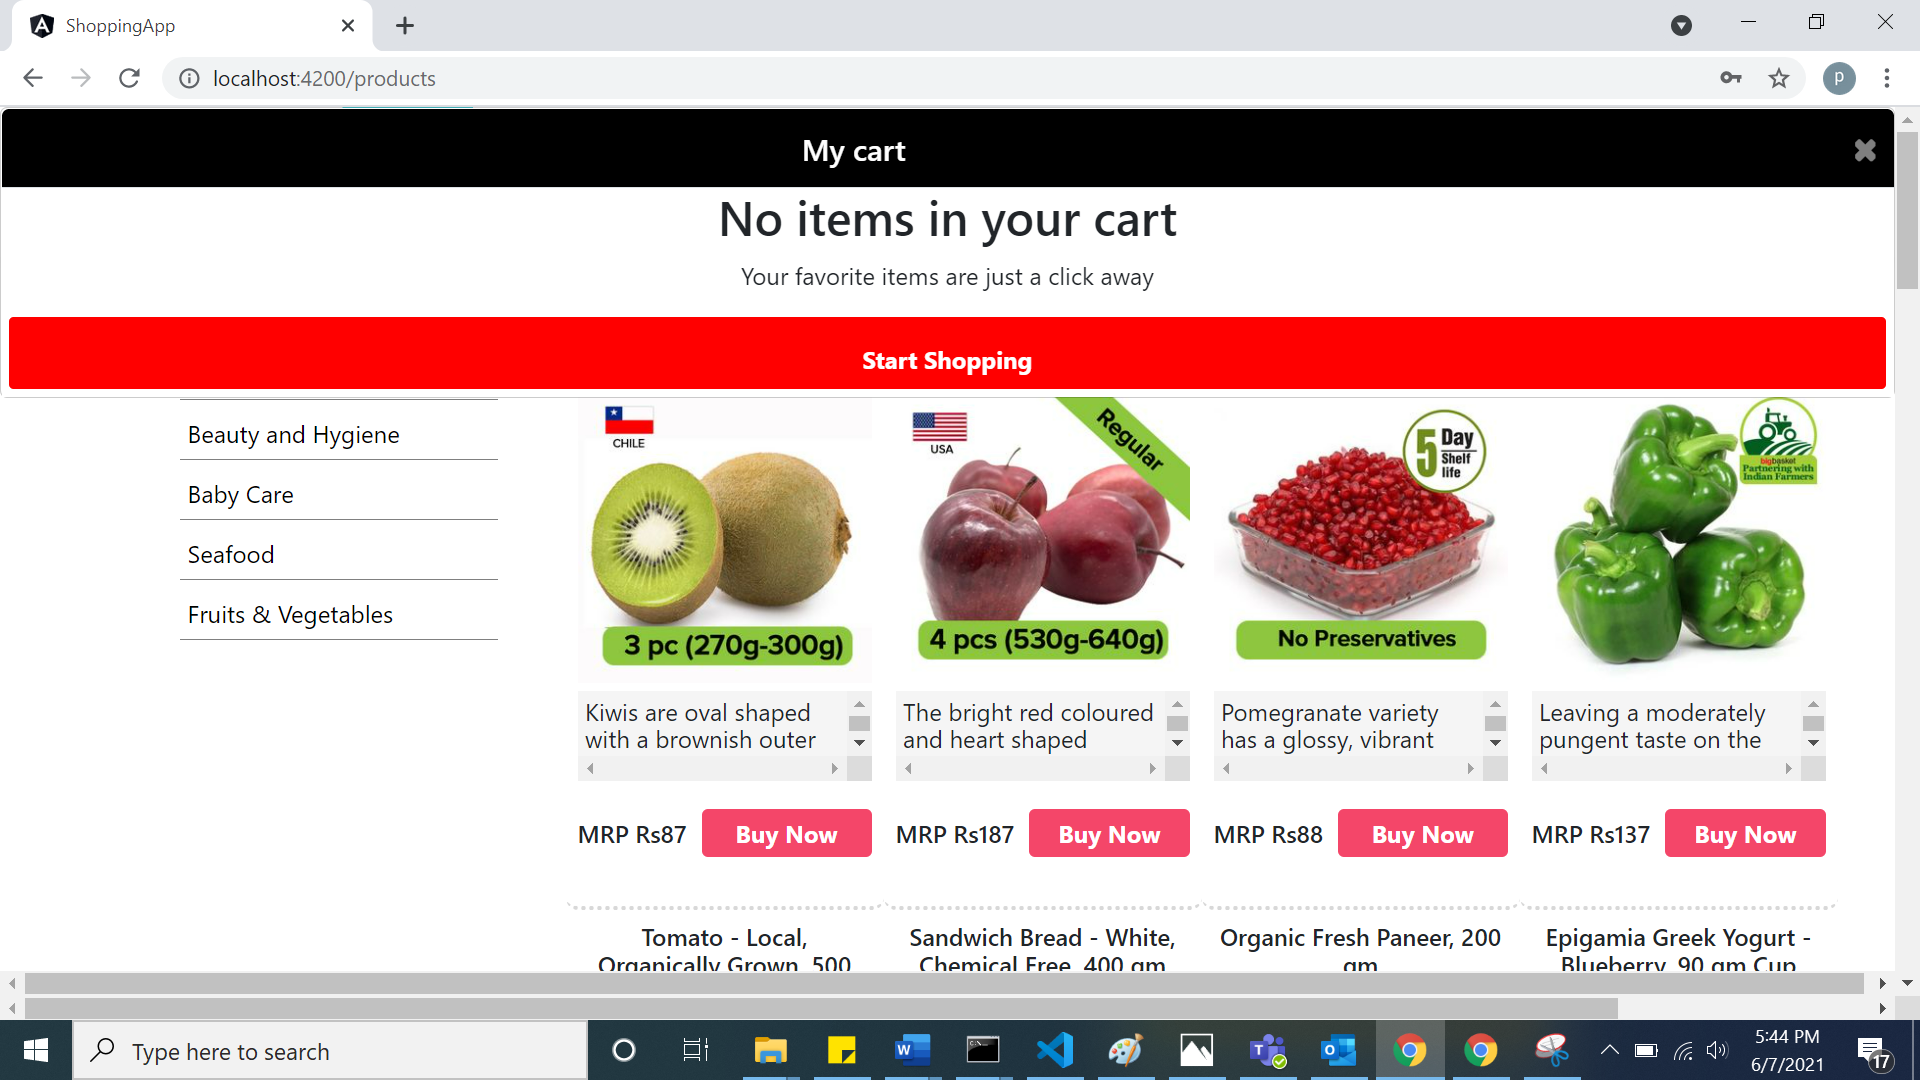 ShoppingApp
localhost:4200/products
p
My cart
No items in your cart
Your favorite items are just a click away
Start Shopping
Beauty and Hygiene
Baby Care
Seafood
Fruits & Vegetables
CHILE
3 pc (270g-300g)
USA
Regular
4 pcs (530g-640g)
5 Day
Shelf
life
No Preservatives
bigbasket
Partnering with
Indian Farmers
Kiwis are oval shaped
with a brownish outer
The bright red coloured
and heart shaped
Pomegranate variety
has a glossy, vibrant
Leaving a moderately
pungent taste on the
MRP Rs87
Buy Now
MRP Rs187
Buy Now
MRP Rs88
Buy Now
MRP Rs137
Buy Now
Tomato - Local,
Organically Grown, 500
Sandwich Bread - White,
Chemical Free, 400 gm
Organic Fresh Paneer, 200
gm
Epigamia Greek Yogurt -
Blueberry, 90 gm Cup
Type here to search
5:44 PM
6/7/2021
17